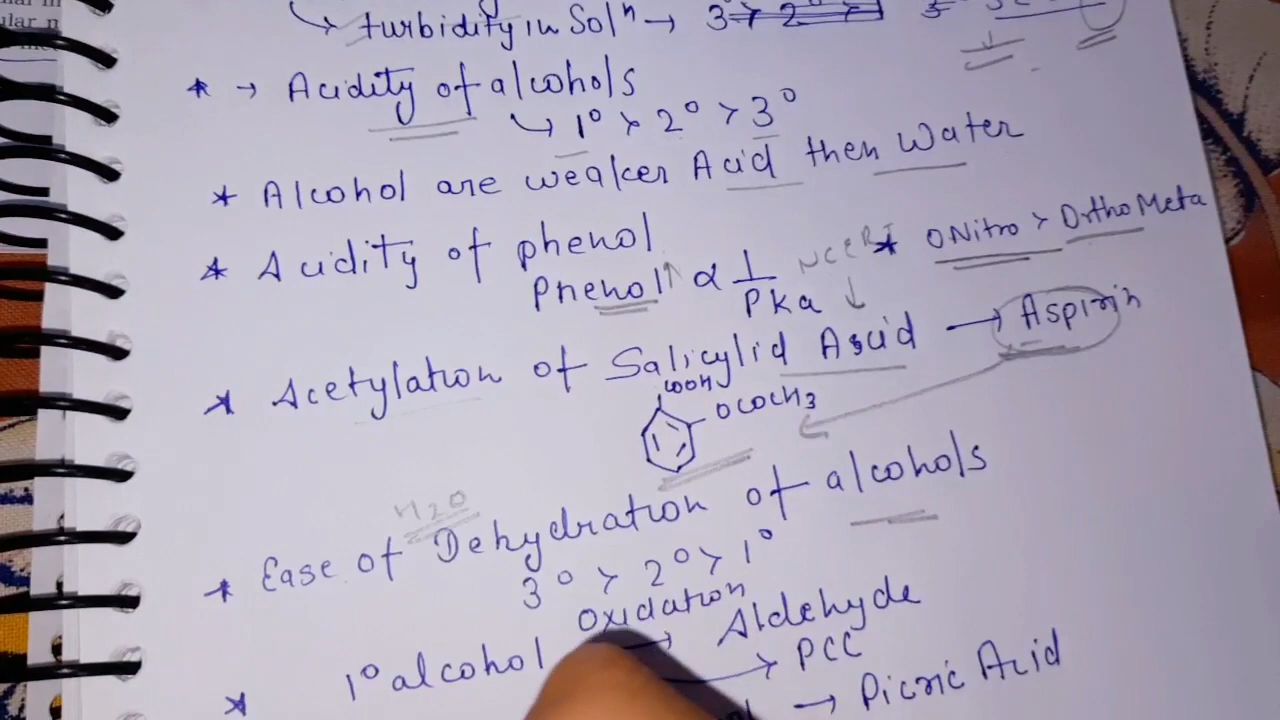 ↳ turbidity in Solⁿ → 3° > 2° >
* → Acidity of alcohols
↳ 1° > 2° > 3°
* Alcohol are weaker Acid then Water
* Acidity of phenol
Phenol ↑ ∝ 1/PKa
NCERT ↓
* ONitro > Ortho Meta
* Acetylation of Salicylid Acid → Aspirin
COOH
OCOCH3
H2O
* Ease of Dehydration of alcohols
3° > 2° > 1°
* 1° alcohol oxidation → Aldehyde
→ PCC
→ Picric Acid